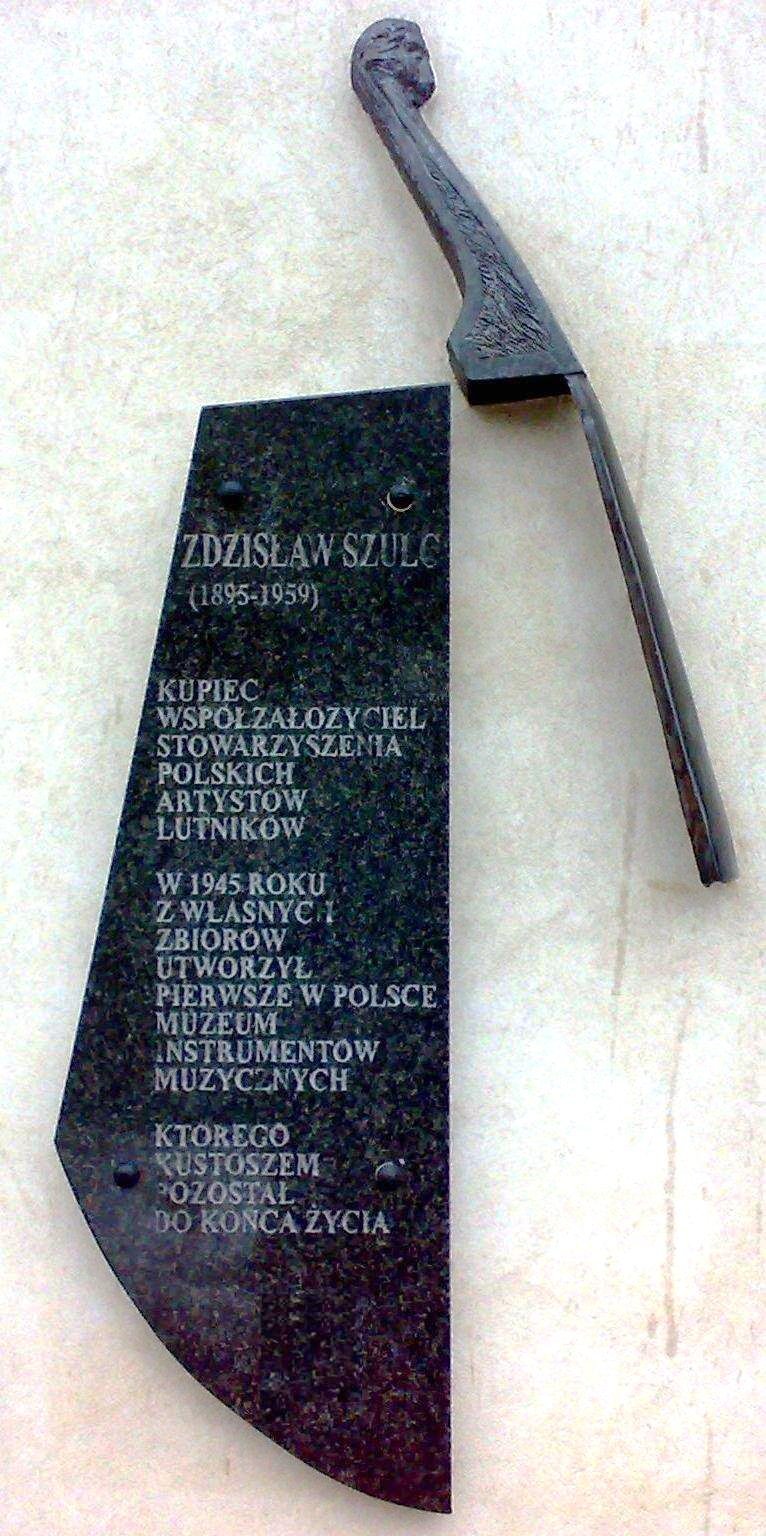 ZDZISŁAW SZULC
(1895-1959)
KUPIEC
WSPÓŁZAŁOŻYCIEL
STOWARZYSZENIA
POLSKICH
ARTYSTÓW
LUTNIKÓW
W 1945 ROKU
Z WŁASNYCH
ZBIORÓW
UTWORZYŁ
PIERWSZE W POLSCE
MUZEUM
INSTRUMENTÓW
MUZYCZNYCH
KTÓREGO
KUSTOSZEM
POZOSTAŁ
DO KOŃCA ŻYCIA